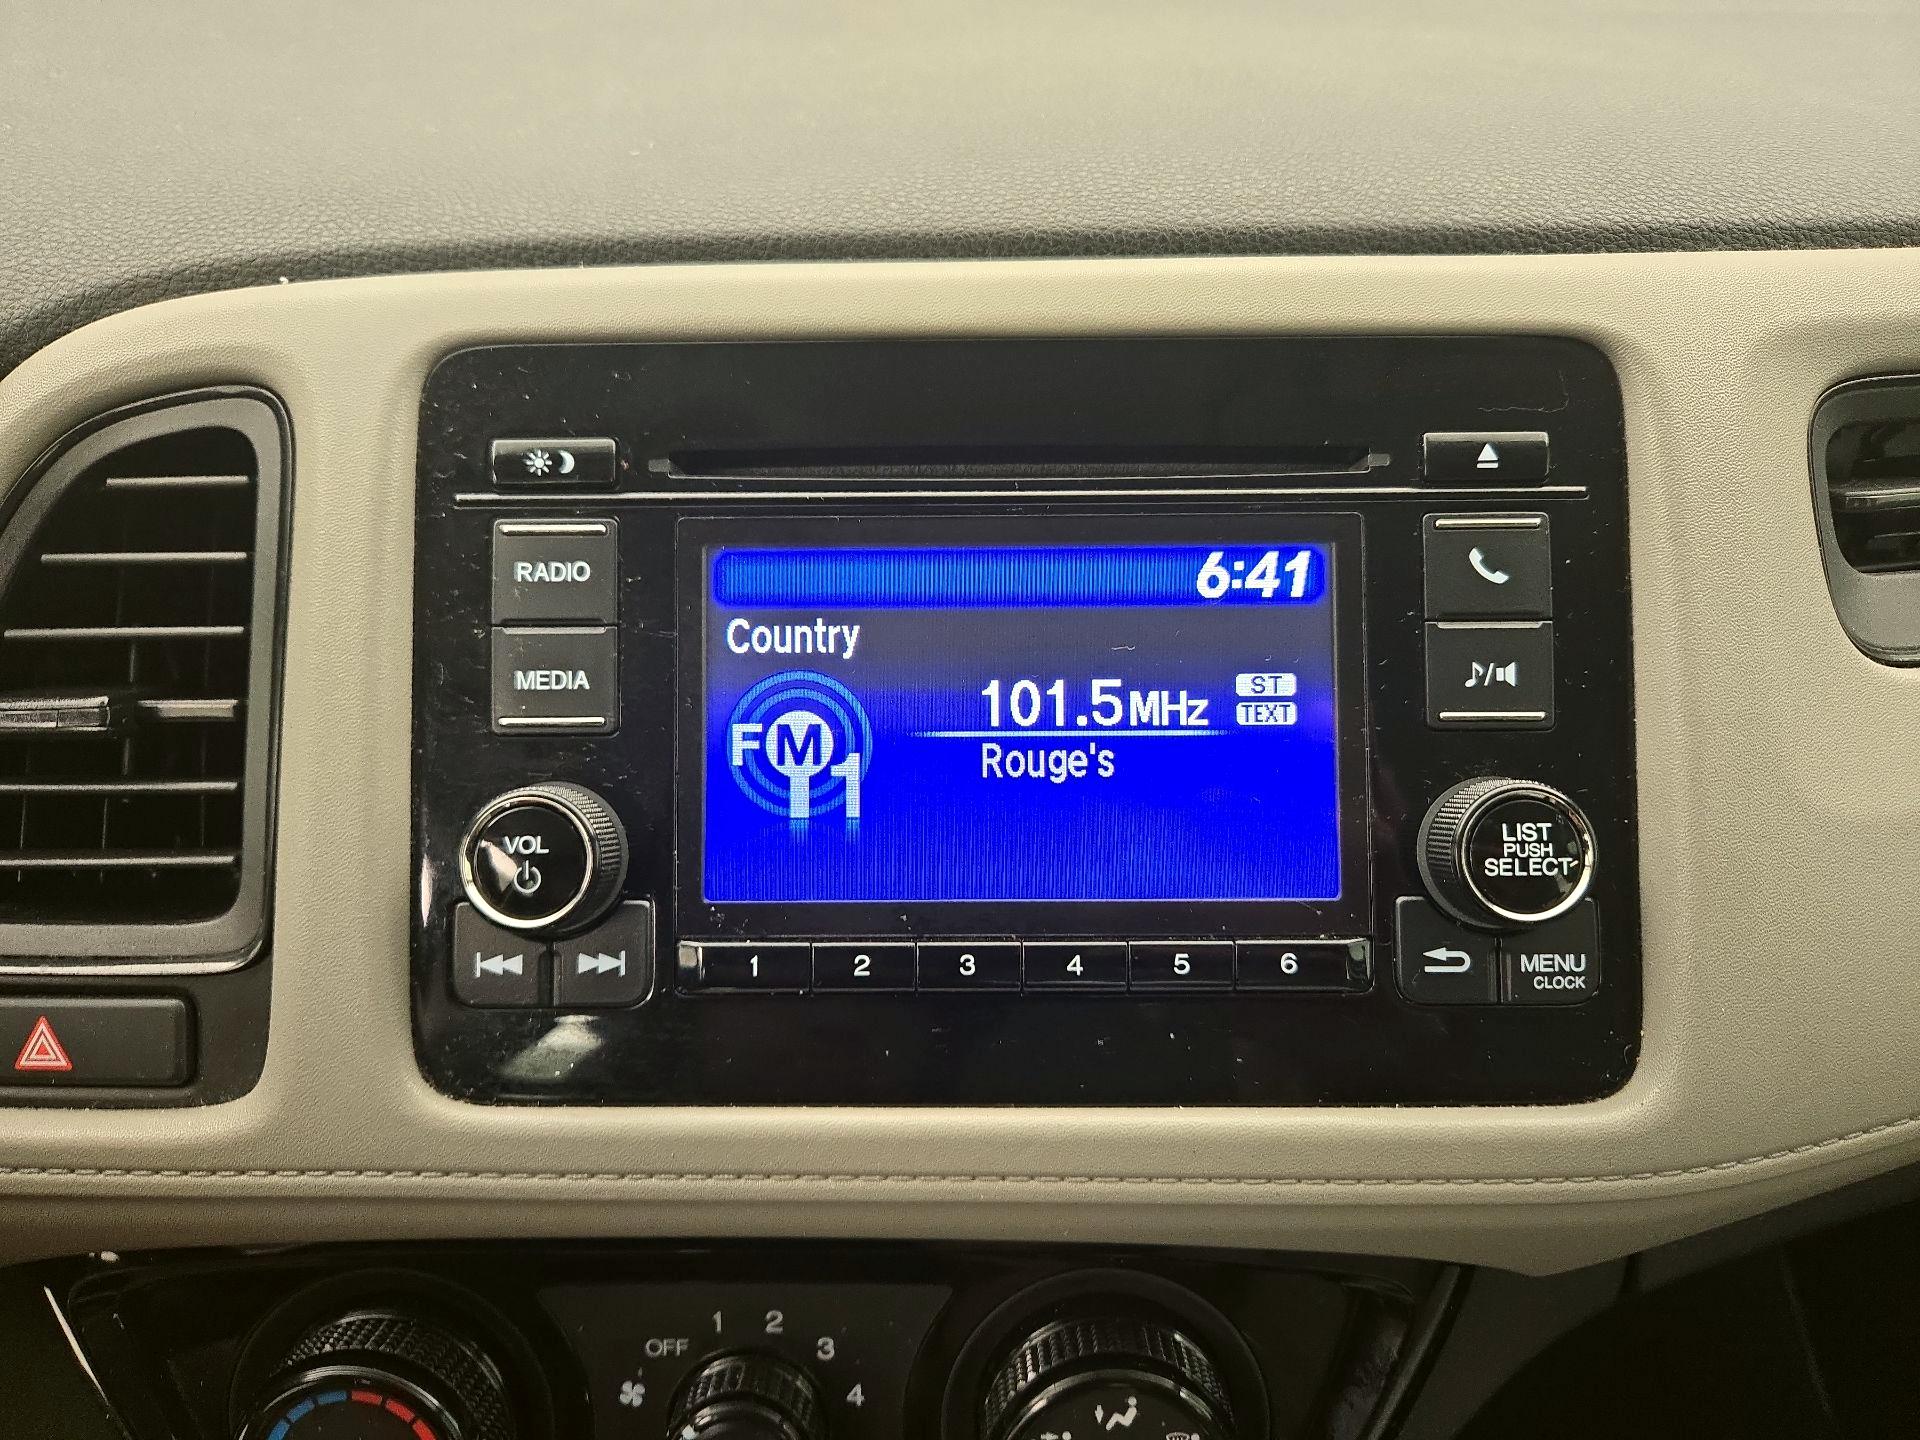 RADIO
MEDIA
VOL
6:41
Country
FM
1
101.5MHz
ST
TEXT
Rouge's
LIST
PUSH
SELECT
1 2 3 4 5 6
MENU
CLOCK
OFF 1 2 3 4